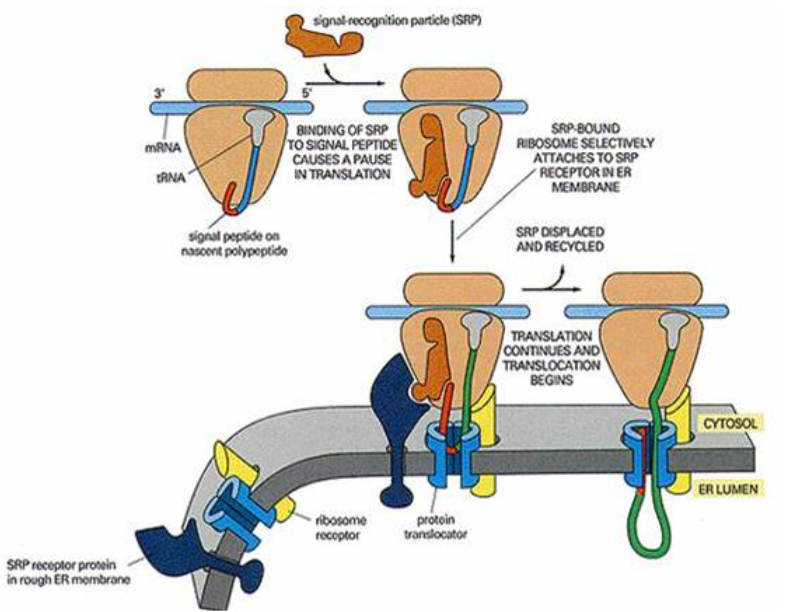 signal-recognition particle (SRP)
3'
5'
mRNA
tRNA
BINDING OF SRP
TO SIGNAL PEPTIDE
CAUSES A PAUSE
IN TRANSLATION
signal peptide on
nascent polypeptide
SRP-BOUND
RIBOSOME SELECTIVELY
ATTACHES TO SRP
RECEPTOR IN ER
MEMBRANE
SRP DISPLACED
AND RECYCLED
TRANSLATION
CONTINUES AND
TRANSLOCATION
BEGINS
CYTOSOL
ER LUMEN
ribosome
receptor
protein
translocator
SRP receptor protein
in rough ER membrane